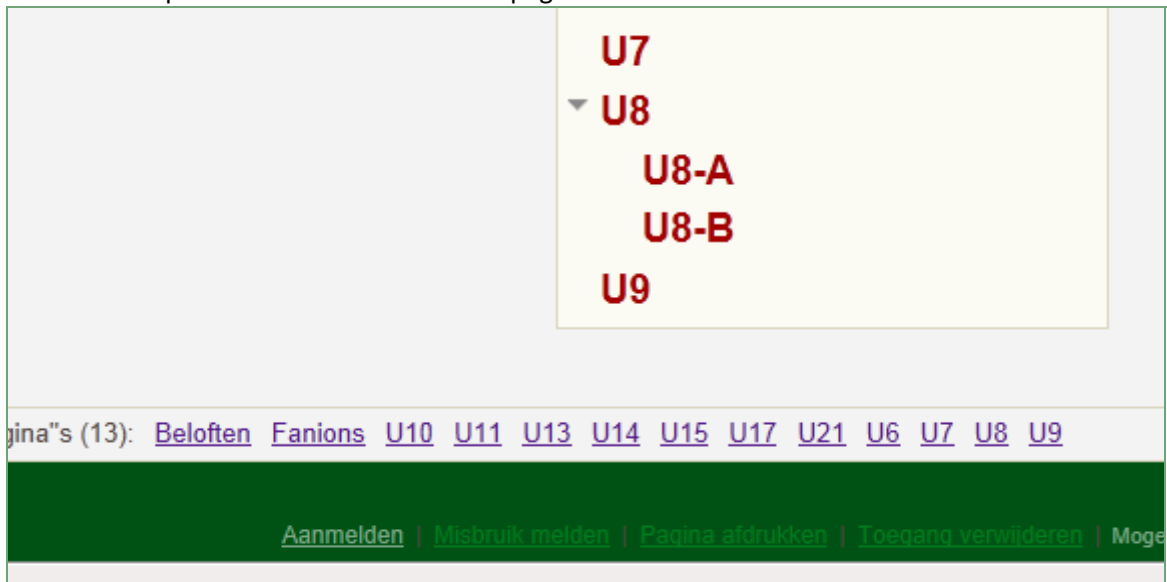 U7
U8
U8-A
U8-B
U9
gina"s (13): Beloften Fanions U10 U11 U13 U14 U15 U17 U21 U6 U7 U8 U9
Aanmelden | Misbruik melden | Pagina afdrukken | Toegang verwijderen | Moge